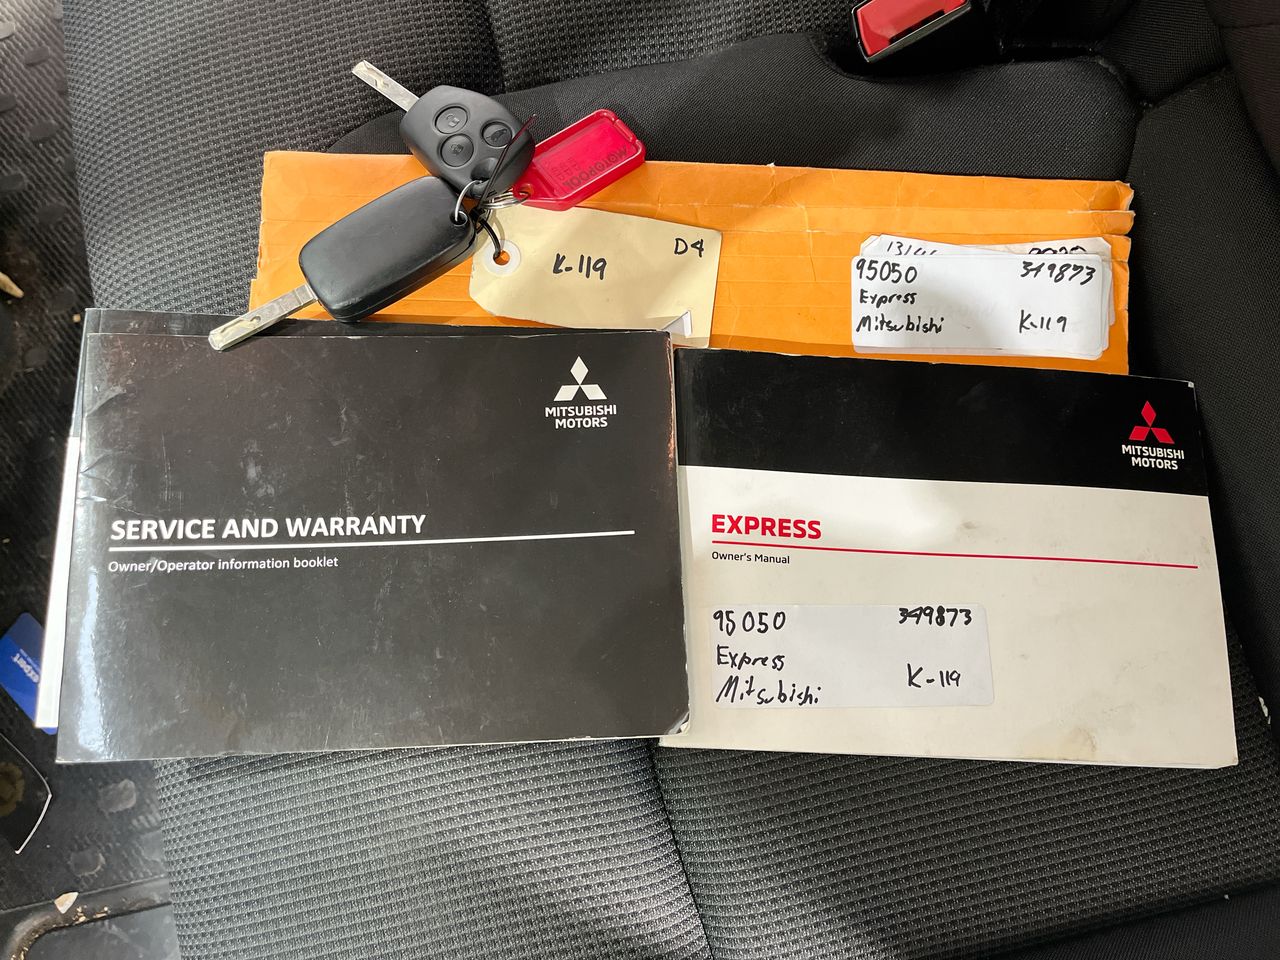 MOTORPOOL
D4
K-119
95050 349873
Express
Mitsubishi K-119
MITSUBISHI
MOTORS
SERVICE AND WARRANTY
Owner/Operator information booklet
MITSUBISHI
MOTORS
EXPRESS
Owner's Manual
95050 349873
Express
Mitsubishi K-119